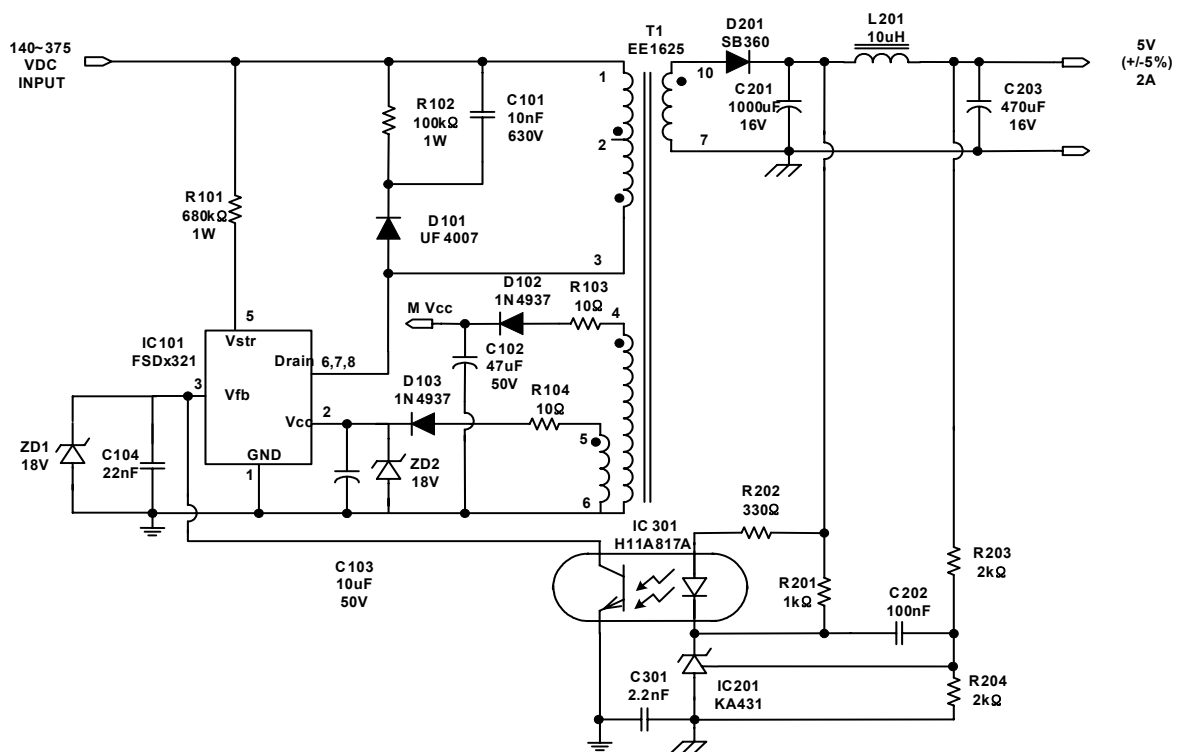 140~375
VDC
INPUT
R102
100kΩ
1W
C101
10nF
630V
T1
EE1625
1
2
3
10
7
D201
SB360
C201
1000uF
16V
L201
10uH
C203
470uF
16V
5V
(+/-5%)
2A
R101
680kΩ
1W
D101
UF4007
D102
1N4937
R103
10Ω
4
M Vcc
C102
47uF
50V
IC101
FSDx321
5
Vstr
Drain
6,7,8
3
Vfb
Vcc
2
GND
1
D103
1N4937
R104
10Ω
5
6
ZD1
18V
C104
22nF
ZD2
18V
C103
10uF
50V
IC301
H11A817A
R202
330Ω
R201
1kΩ
C202
100nF
R203
2kΩ
R204
2kΩ
C301
2.2nF
IC201
KA431